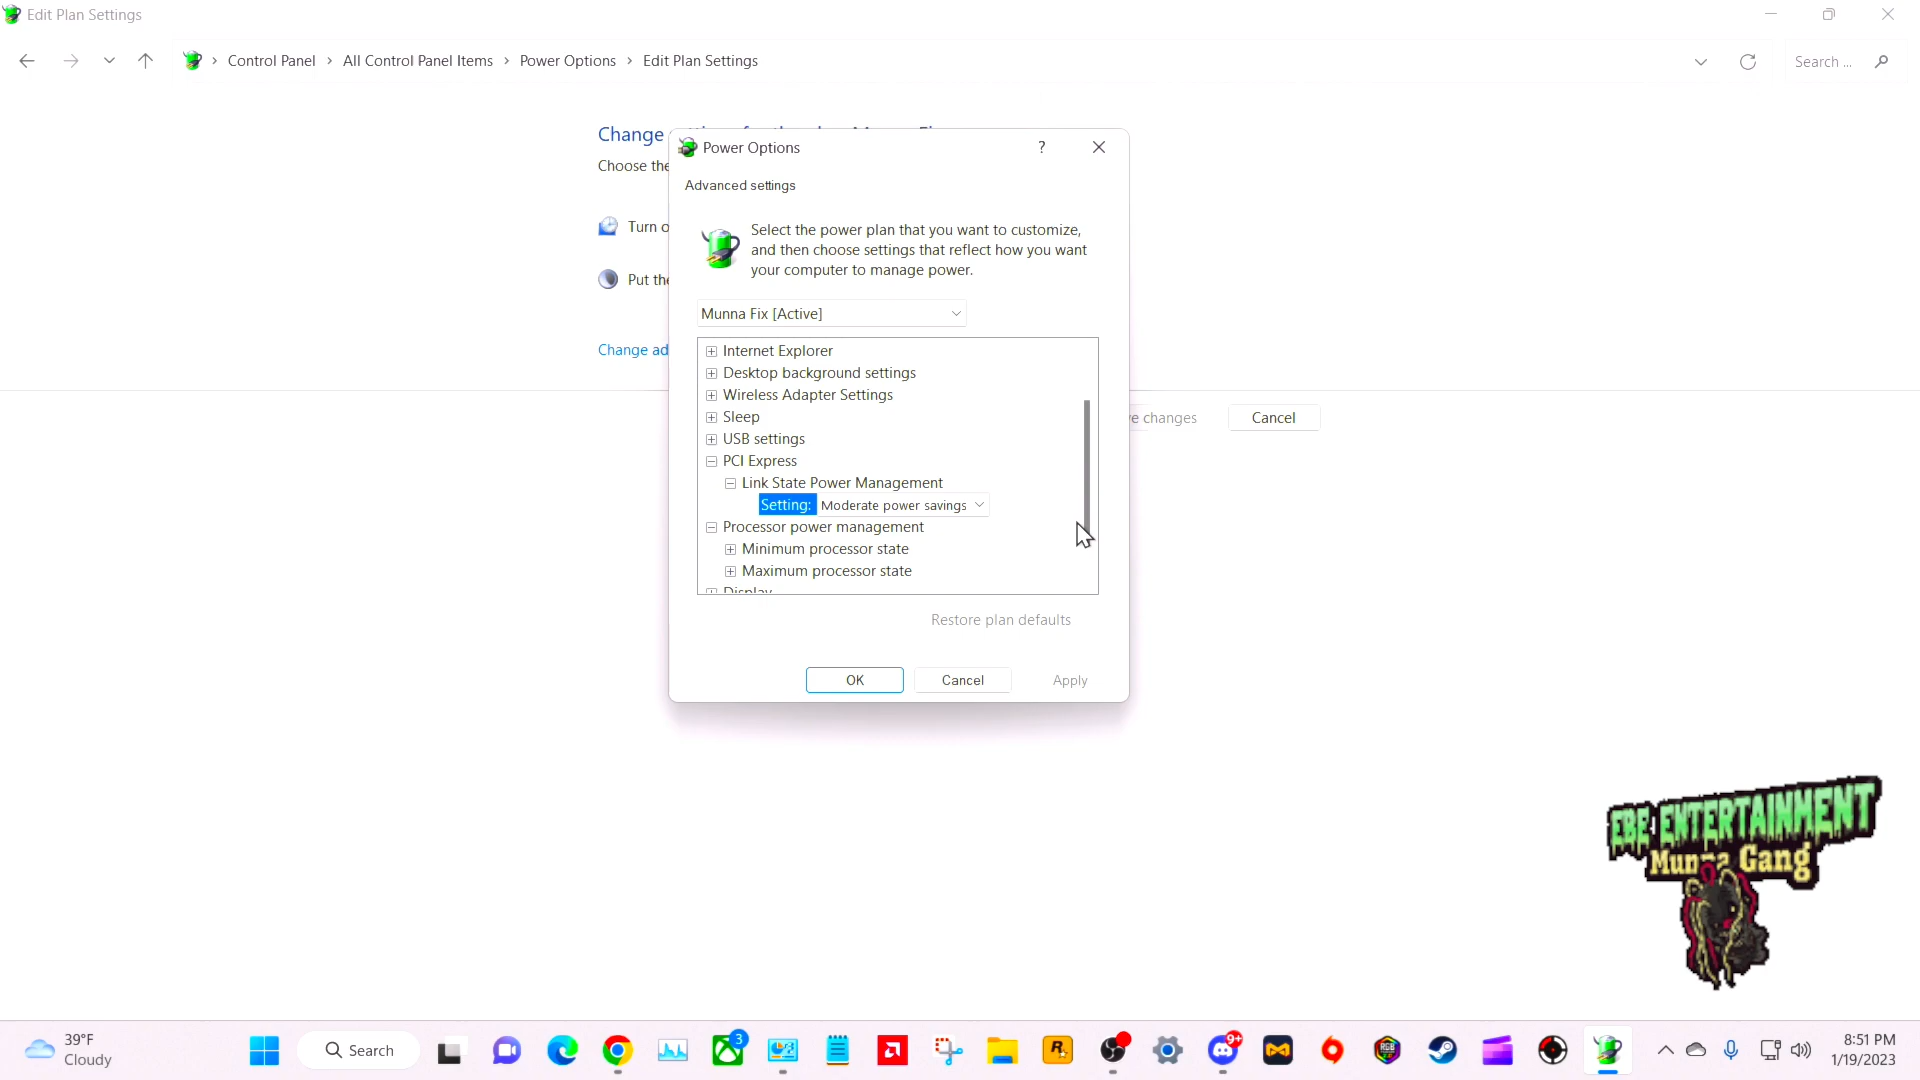 Edit Plan Settings
Control Panel
All Control Panel Items
Power Options
Edit Plan Settings
Search ...
Change
Choose the
Turn o
Put the
Change ad
Power Options
?
Advanced settings
Select the power plan that you want to customize,
and then choose settings that reflect how you want
your computer to manage power.
Munna Fix [Active]
Internet Explorer
Desktop background settings
Wireless Adapter Settings
Sleep
USB settings
PCI Express
Link State Power Management
Setting: Moderate power savings
Processor power management
Minimum processor state
Maximum processor state
Display
Restore plan defaults
OK
Cancel
Apply
e changes
Cancel
EBE ENTERTAINMENT
Munna Gang
39°F
Cloudy
Search
3
9+
8:51 PM
1/19/2023